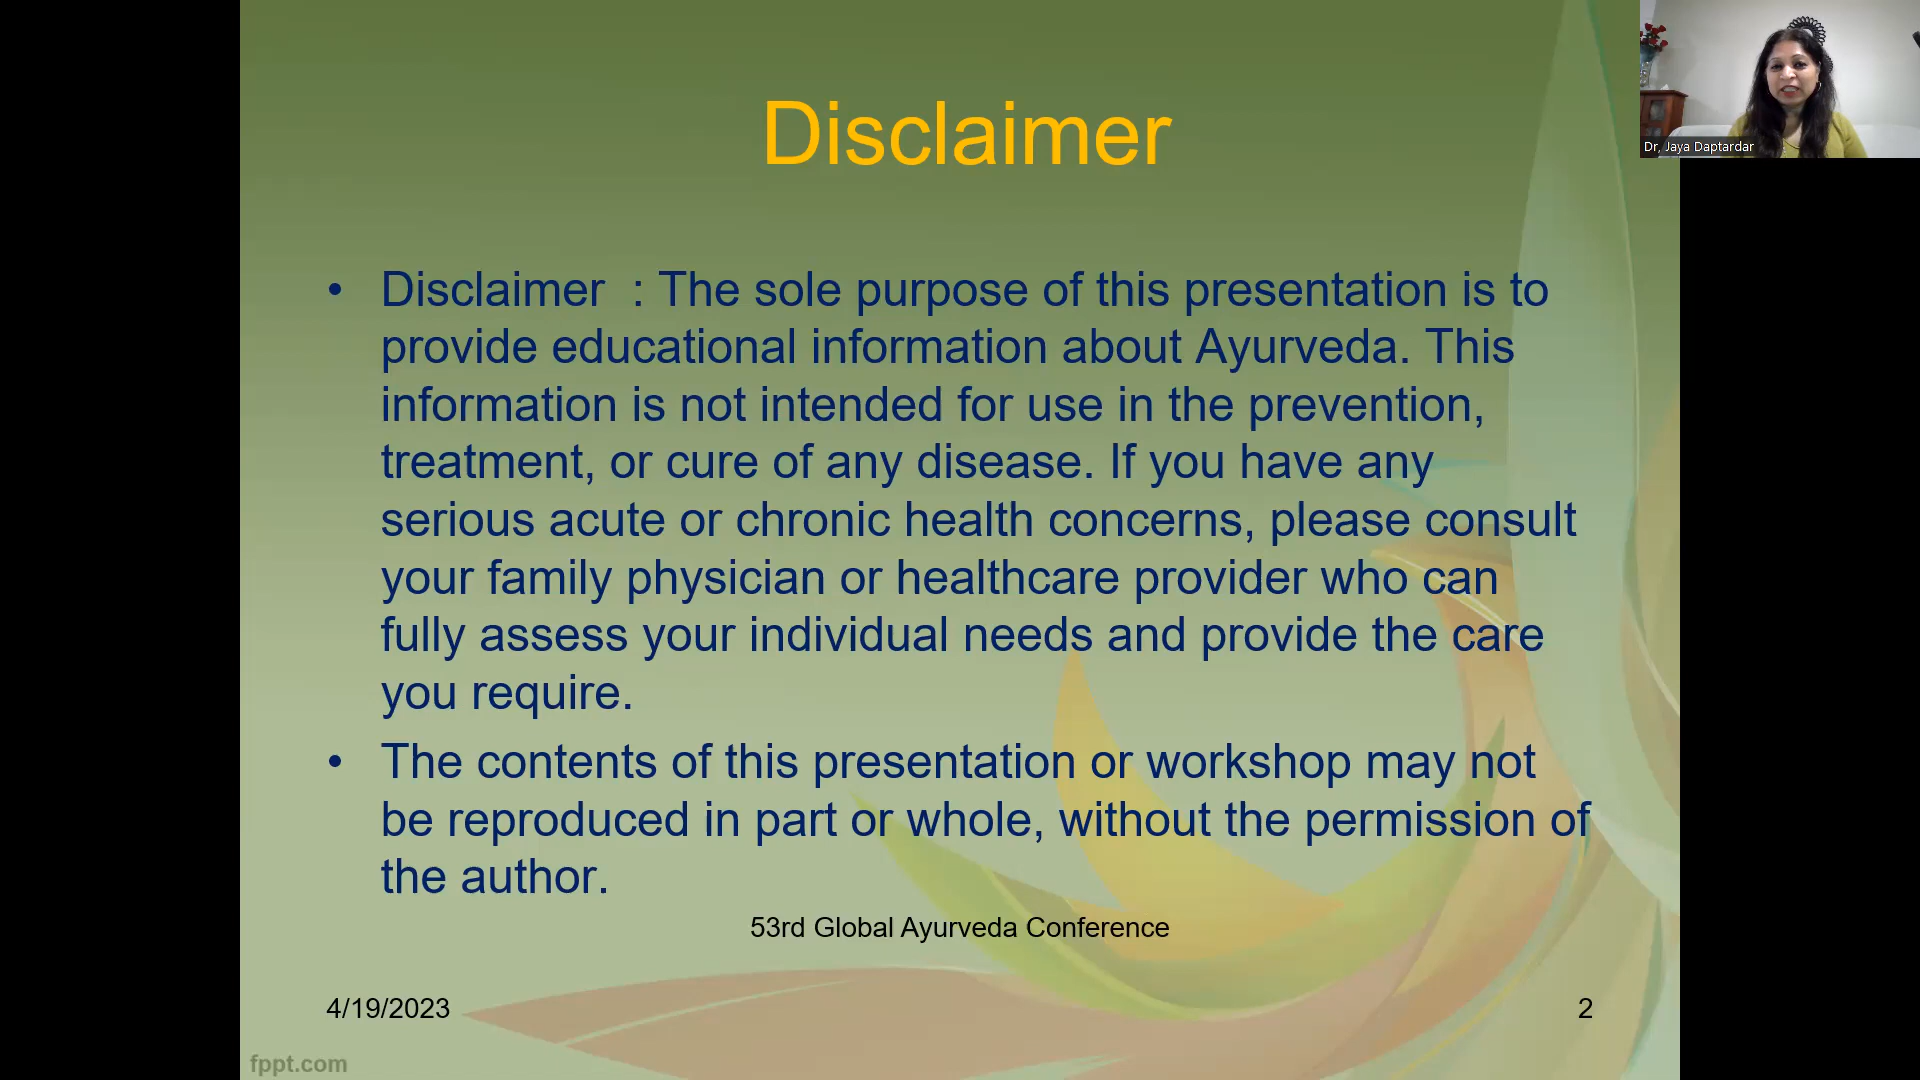 Disclaimer
Dr, Jaya Daptardar
• Disclaimer : The sole purpose of this presentation is to
provide educational information about Ayurveda. This
information is not intended for use in the prevention,
treatment, or cure of any disease. If you have any
serious acute or chronic health concerns, please consult
your family physician or healthcare provider who can
fully assess your individual needs and provide the care
you require.
• The contents of this presentation or workshop may not
be reproduced in part or whole, without the permission of
the author.
53rd Global Ayurveda Conference
4/19/2023
2
fppt.com